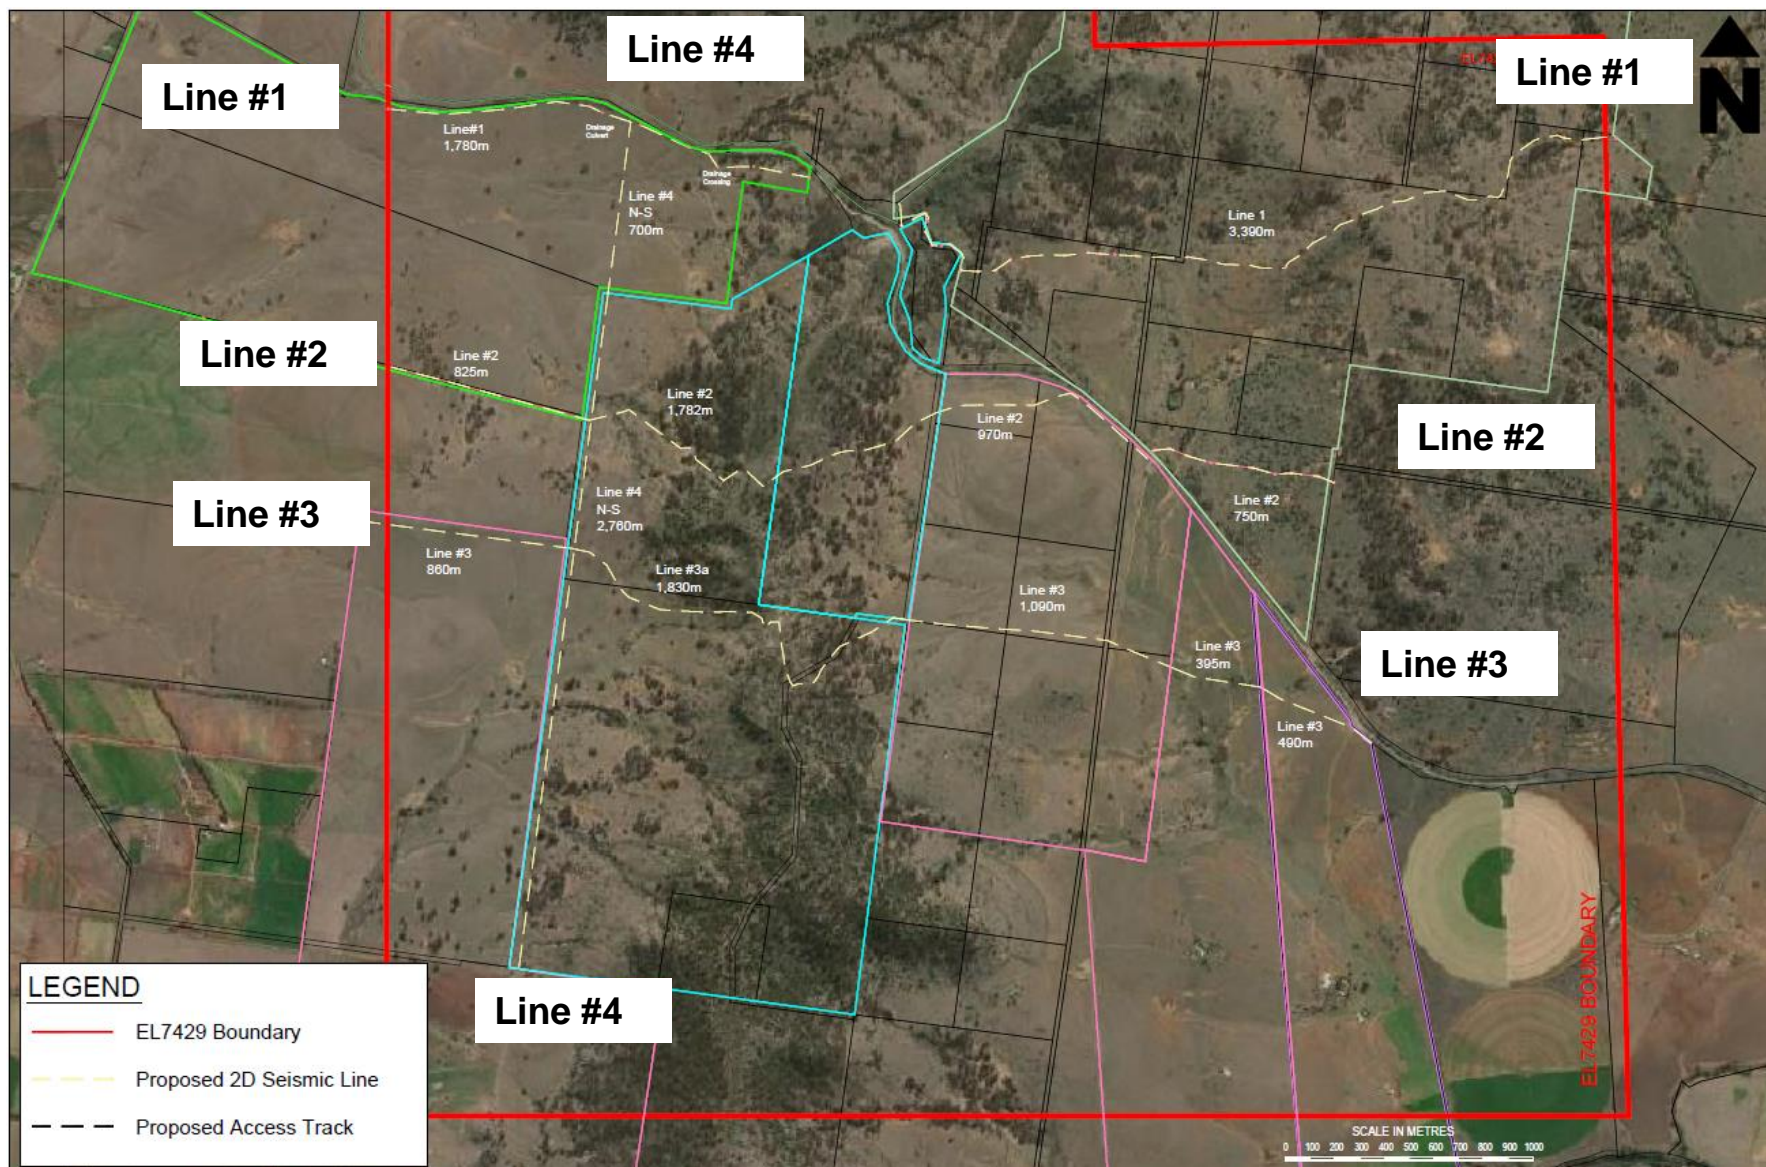 Line #4
Line #1
Line #1
N
Line#1
1,780m
Drainage
Culvert
Drainage
Crossing
Line #4
N-S
700m
Line 1
3,390m
Line #2
Line #2
825m
Line #2
1,782m
Line #2
970m
Line #2
Line #3
Line #4
N-S
2,760m
Line #2
750m
Line #3
860m
Line #3a
1,830m
Line #3
1,090m
Line #3
395m
Line #3
Line #3
490m
EL7429 BOUNDARY
LEGEND
EL7429 Boundary
Proposed 2D Seismic Line
Proposed Access Track
Line #4
SCALE IN METRES
0 100 200 300 400 500 600 700 800 900 1000